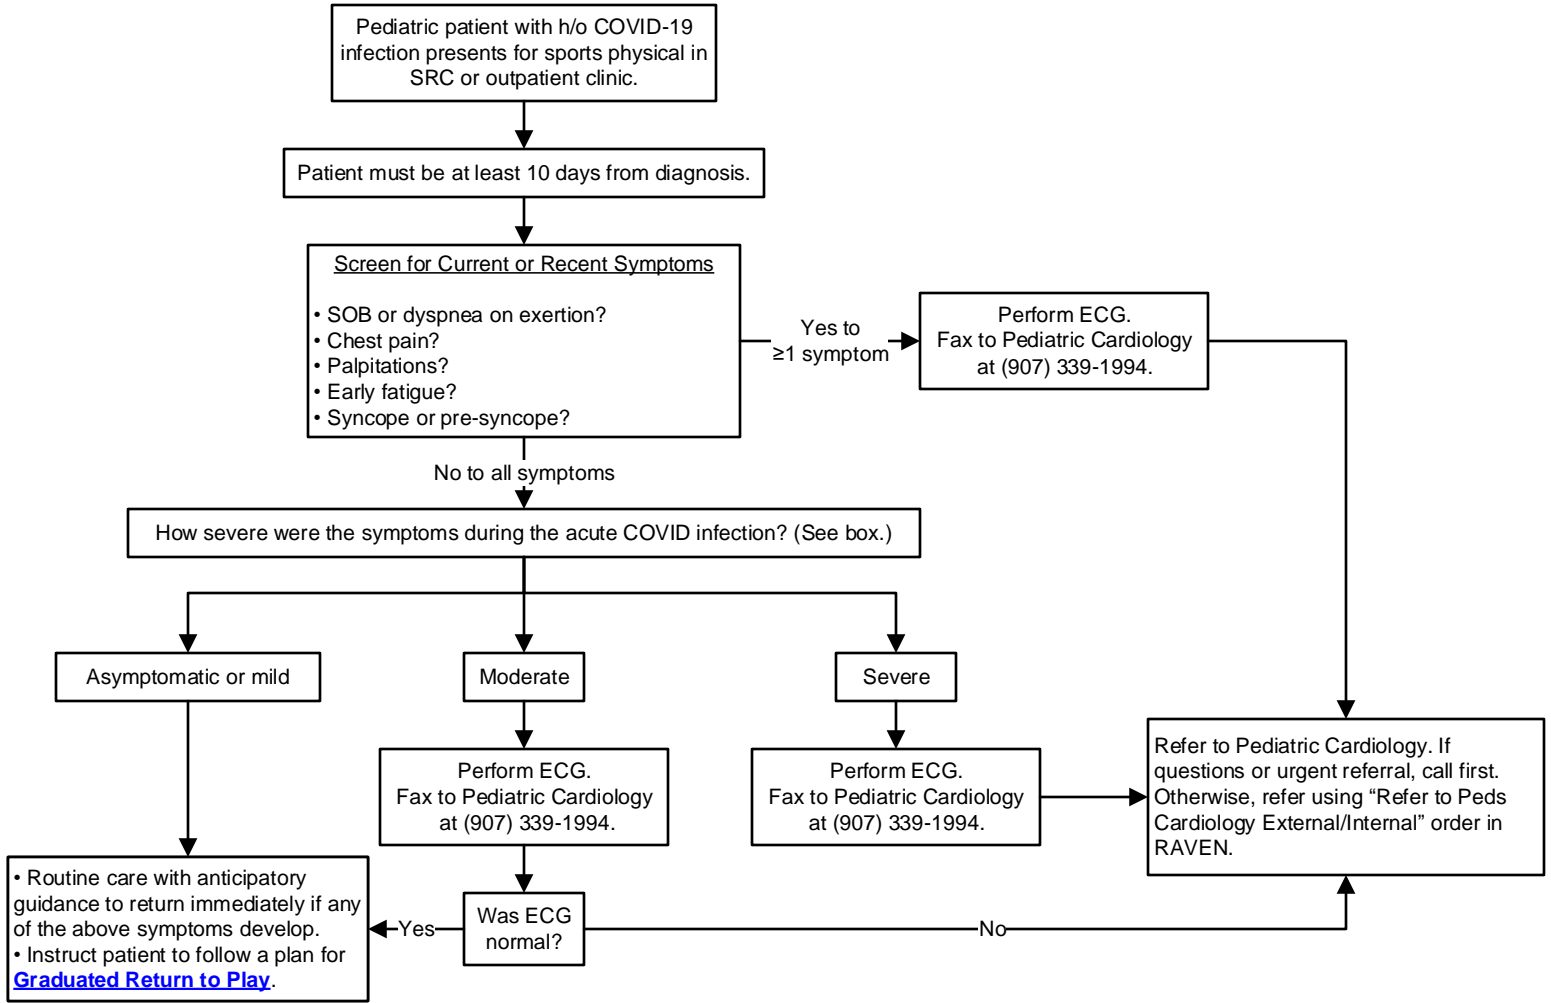 Pediatric patient with h/o COVID-19
infection presents for sports physical in
SRC or outpatient clinic.
Patient must be at least 10 days from diagnosis.
Screen for Current or Recent Symptoms
• SOB or dyspnea on exertion?
• Chest pain?
• Palpitations?
• Early fatigue?
• Syncope or pre-syncope?
Yes to
≥1 symptom
Perform ECG.
Fax to Pediatric Cardiology
at (907) 339-1994.
No to all symptoms
How severe were the symptoms during the acute COVID infection? (See box.)
Asymptomatic or mild
Moderate
Severe
Perform ECG.
Fax to Pediatric Cardiology
at (907) 339-1994.
Perform ECG.
Fax to Pediatric Cardiology
at (907) 339-1994.
Refer to Pediatric Cardiology. If
questions or urgent referral, call first.
Otherwise, refer using “Refer to Peds
Cardiology External/Internal” order in
RAVEN.
• Routine care with anticipatory
guidance to return immediately if any
of the above symptoms develop.
• Instruct patient to follow a plan for
Graduated Return to Play.
Yes
Was ECG
normal?
No